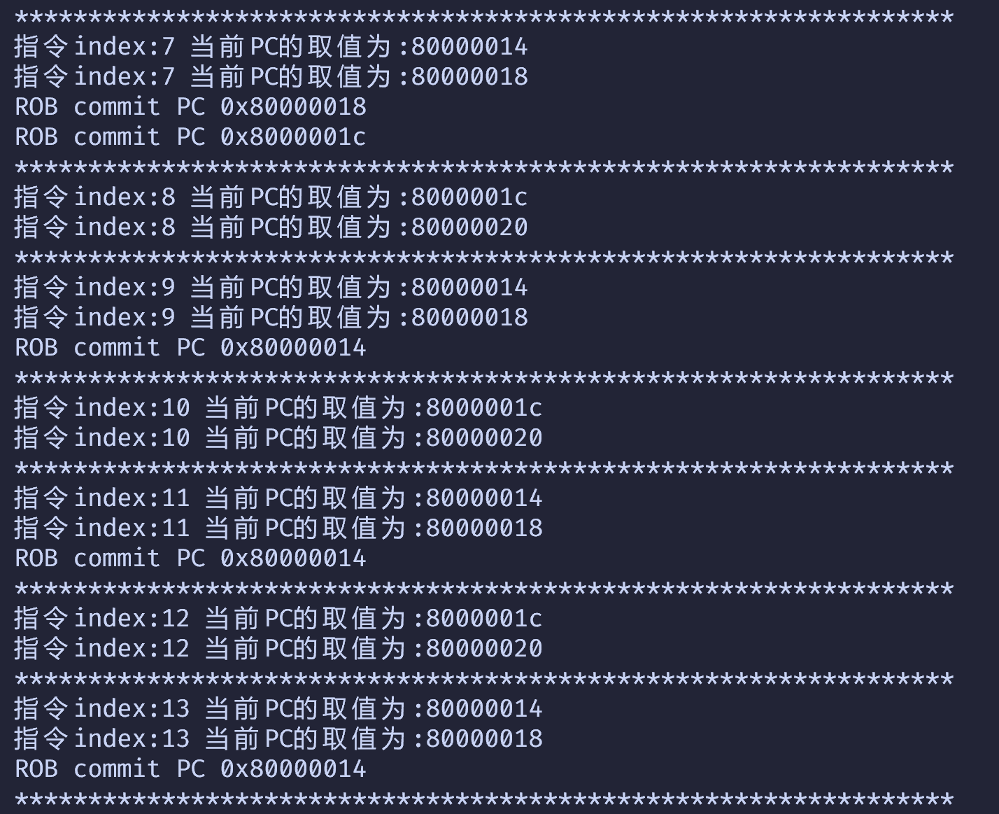 ****************************************************************
指令index:7 当前PC的取值为:80000014
指令index:7 当前PC的取值为:80000018
ROB commit PC 0x80000018
ROB commit PC 0x8000001c
****************************************************************
指令index:8 当前PC的取值为:8000001c
指令index:8 当前PC的取值为:80000020
****************************************************************
指令index:9 当前PC的取值为:80000014
指令index:9 当前PC的取值为:80000018
ROB commit PC 0x80000014
****************************************************************
指令index:10 当前PC的取值为:8000001c
指令index:10 当前PC的取值为:80000020
****************************************************************
指令index:11 当前PC的取值为:80000014
指令index:11 当前PC的取值为:80000018
ROB commit PC 0x80000014
****************************************************************
指令index:12 当前PC的取值为:8000001c
指令index:12 当前PC的取值为:80000020
****************************************************************
指令index:13 当前PC的取值为:80000014
指令index:13 当前PC的取值为:80000018
ROB commit PC 0x80000014
****************************************************************